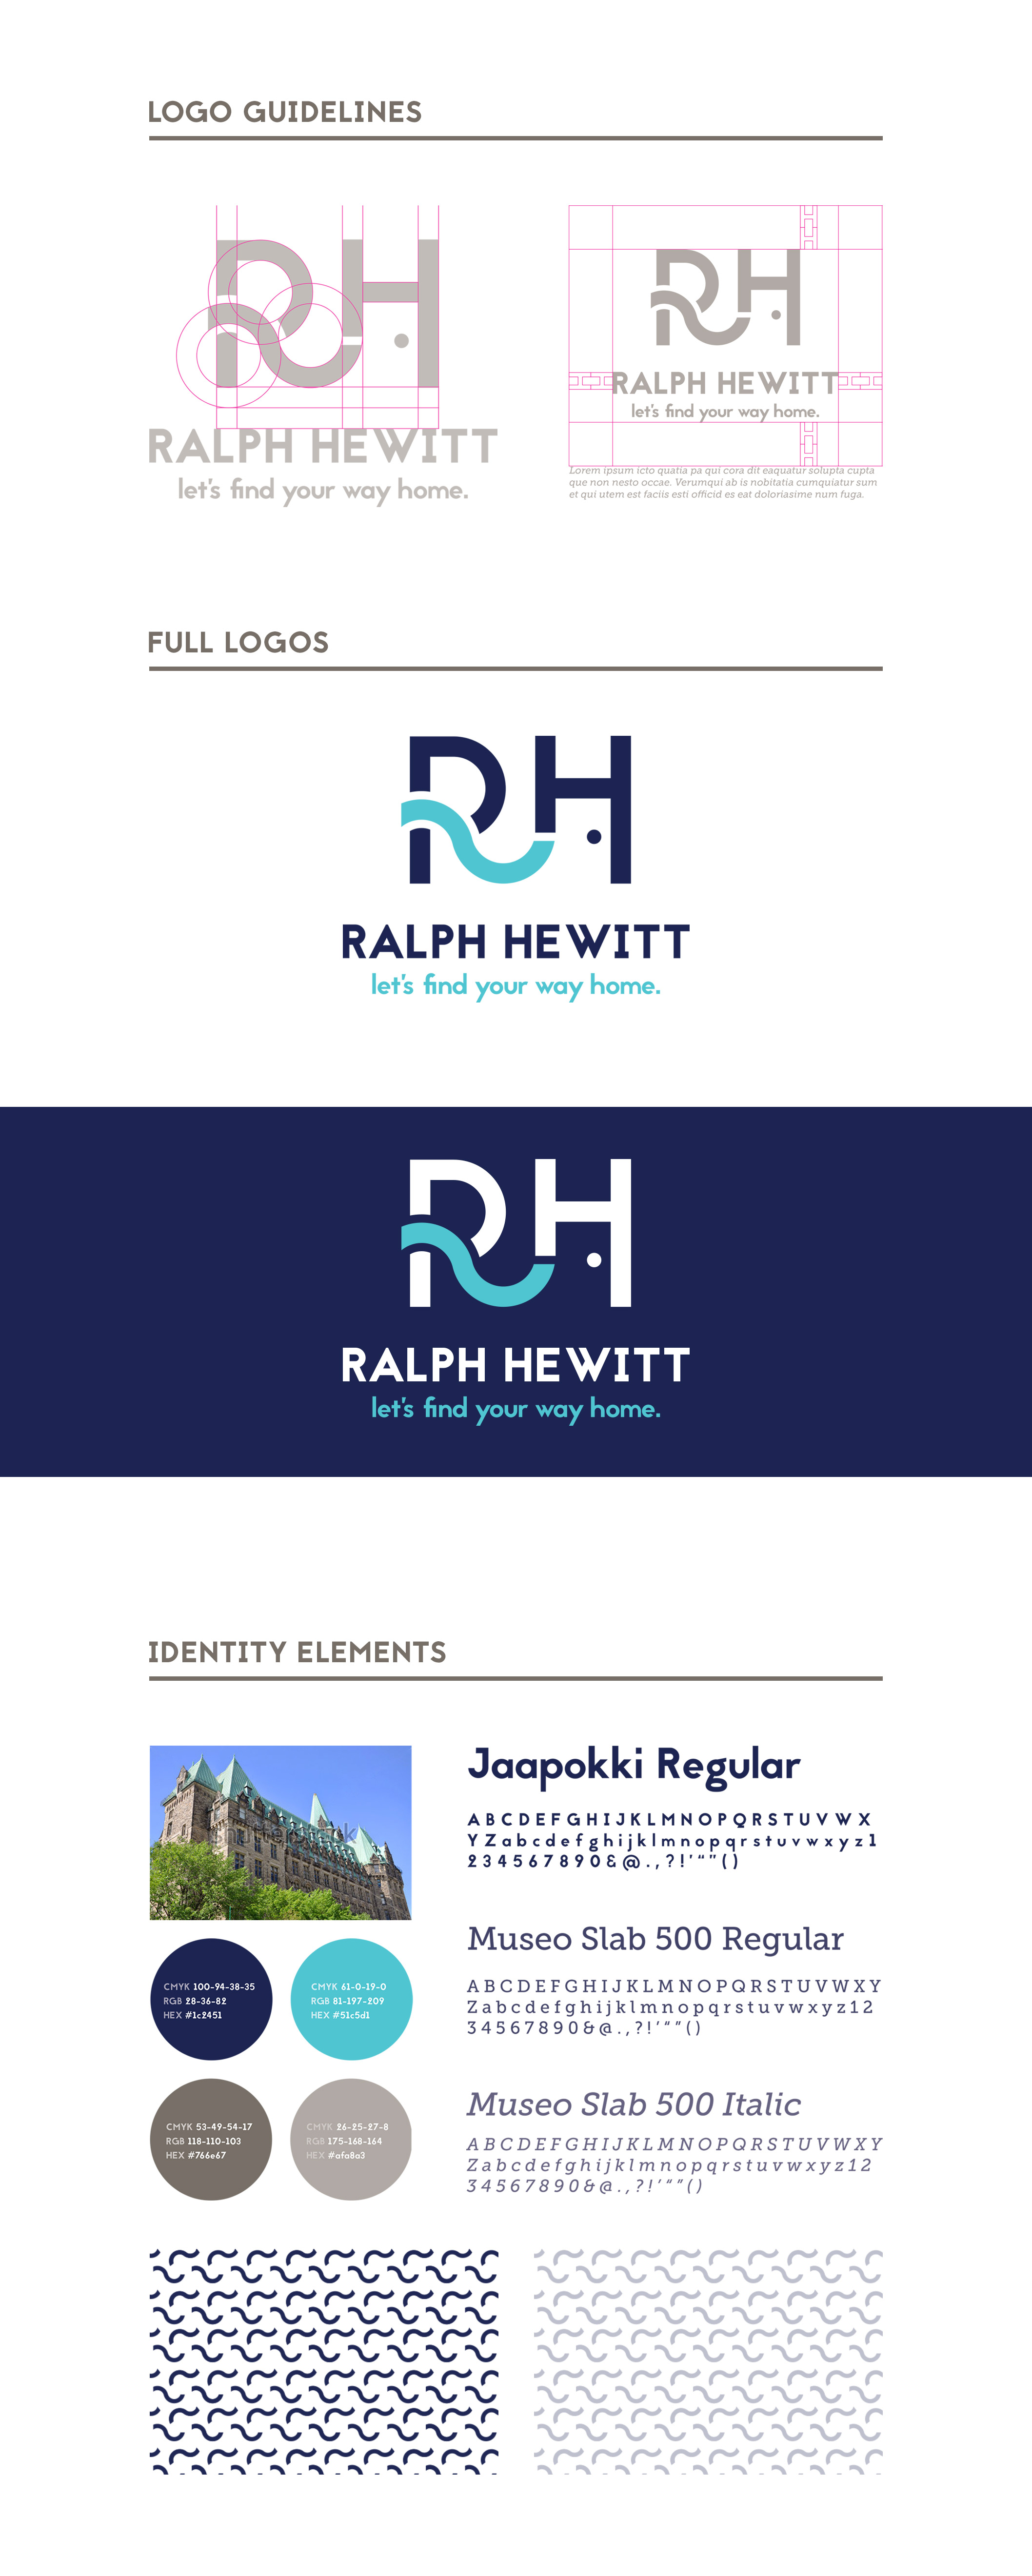 LOGO GUIDELINES
RALPH HEWITT
let's find your way home.
RALPH HEWITT
let's find your way home.
Lorem ipsum icto quatia pa qui cora dit eaquatur solupta cupta
que non nesto occae. Verumqui ab is nobitatia cumquiatur sum
et qui utem est faciis esti officid es eat doloriasime num fuga.
FULL LOGOS
RH
RALPH HEWITT
let's find your way home.
RH
RALPH HEWITT
let's find your way home.
IDENTITY ELEMENTS
shutterstock
Jaapokki Regular
A B C D E F G H I J K L M N O P Q R S T U V W X
Y Z a b c d e f g h i j k l m n o p q r s t u v w x y z 1
2 3 4 5 6 7 8 9 0 & @ . , ? ! ' “ ” ( )
CMYK 100-94-38-35
RGB 28-36-82
HEX #1c2451
CMYK 61-0-19-0
RGB 81-197-209
HEX #51c5d1
Museo Slab 500 Regular
A B C D E F G H I J K L M N O P Q R S T U V W X Y
Z a b c d e f g h i j k l m n o p q r s t u v w x y z 1 2
3 4 5 6 7 8 9 0 & @ . , ? ! ’ “ ” ( )
CMYK 53-49-54-17
RGB 118-110-103
HEX #766e67
CMYK 26-25-27-8
RGB 175-168-164
HEX #afa8a3
Museo Slab 500 Italic
A B C D E F G H I J K L M N O P Q R S T U V W X Y
Z a b c d e f g h i j k l m n o p q r s t u v w x y z 1 2
3 4 5 6 7 8 9 0 & @ . , ? ! ’ “ ” ( )